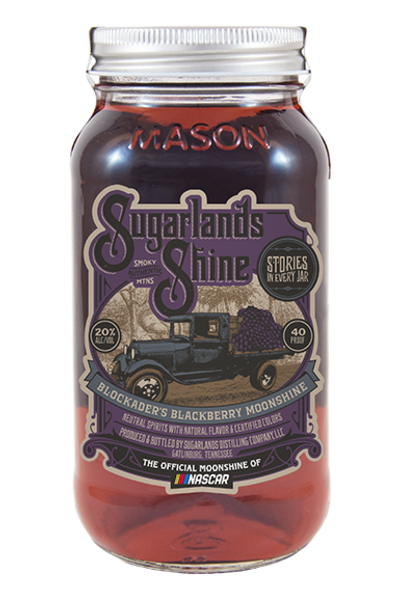 MASON
Sugarlands
Shine
SMOKY
MTNS
STORIES
IN EVERY JAR
20%
ALC/VOL
40
PROOF
BLOCKADER'S BLACKBERRY MOONSHINE
NEUTRAL SPIRITS WITH NATURAL FLAVOR & CERTIFIED COLORS
PRODUCED & BOTTLED BY SUGARLANDS DISTILLING COMPANY, LLC
GATLINBURG, TENNESSEE
THE OFFICIAL MOONSHINE OF
NASCAR